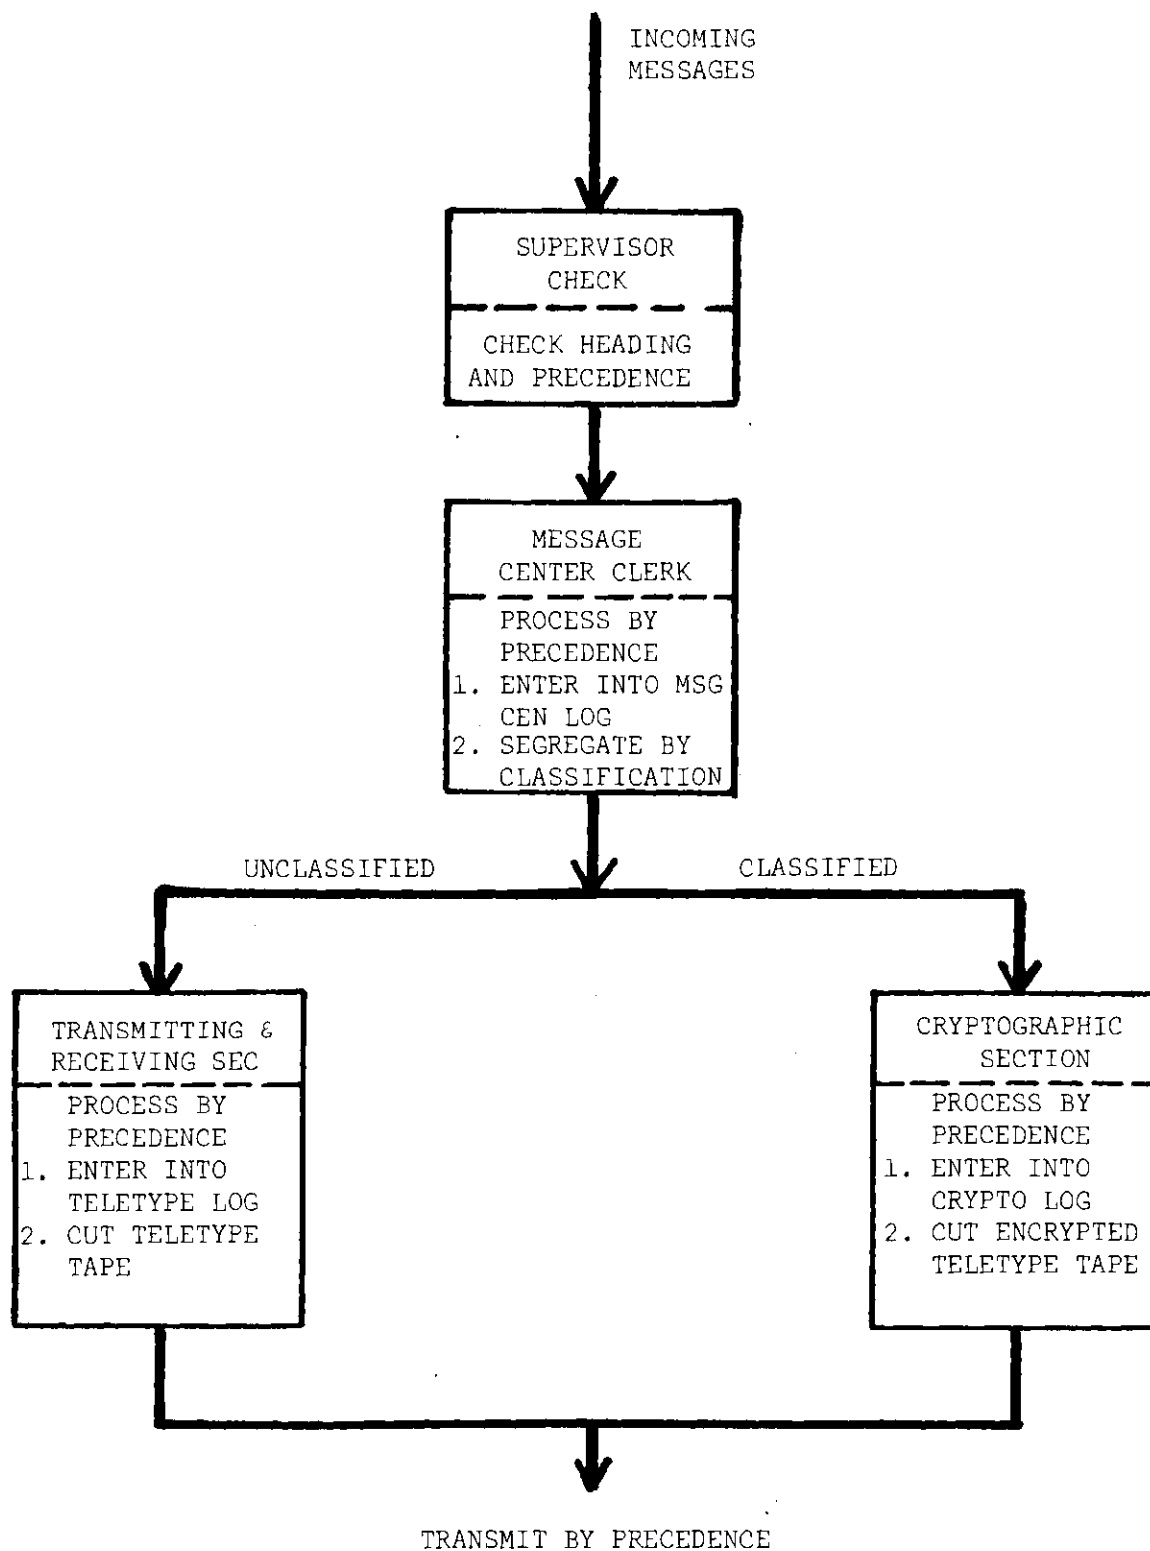 INCOMING
MESSAGES
SUPERVISOR
CHECK
CHECK HEADING
AND PRECEDENCE
MESSAGE
CENTER CLERK
PROCESS BY
PRECEDENCE
1. ENTER INTO MSG
CEN LOG
2. SEGREGATE BY
CLASSIFICATION
UNCLASSIFIED
CLASSIFIED
TRANSMITTING &
RECEIVING SEC
PROCESS BY
PRECEDENCE
1. ENTER INTO
TELETYPE LOG
2. CUT TELETYPE
TAPE
CRYPTOGRAPHIC
SECTION
PROCESS BY
PRECEDENCE
1. ENTER INTO
CRYPTO LOG
2. CUT ENCRYPTED
TELETYPE TAPE
TRANSMIT BY PRECEDENCE